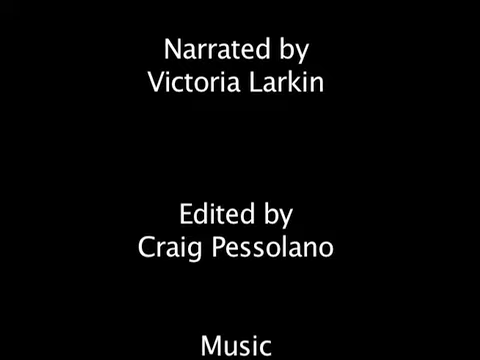 Narrated by
Victoria Larkin
Edited by
Craig Pessolano
Music